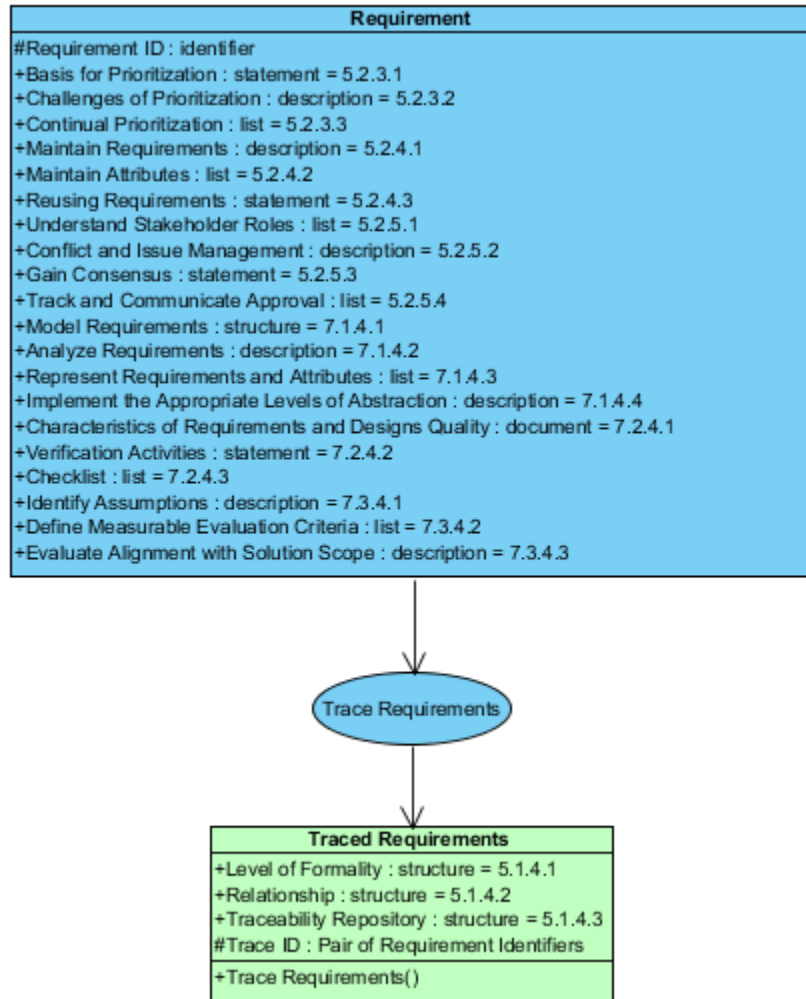 Requirement
#Requirement ID : identifier
+Basis for Prioritization : statement = 5.2.3.1
+Challenges of Prioritization : description = 5.2.3.2
+Continual Prioritization : list = 5.2.3.3
+Maintain Requirements : description = 5.2.4.1
+Maintain Attributes : list = 5.2.4.2
+Reusing Requirements : statement = 5.2.4.3
+Understand Stakeholder Roles : list = 5.2.5.1
+Conflict and Issue Management : description = 5.2.5.2
+Gain Consensus : statement = 5.2.5.3
+Track and Communicate Approval : list = 5.2.5.4
+Model Requirements : structure = 7.1.4.1
+Analyze Requirements : description = 7.1.4.2
+Represent Requirements and Attributes : list = 7.1.4.3
+Implement the Appropriate Levels of Abstraction : description = 7.1.4.4
+Characteristics of Requirements and Designs Quality : document = 7.2.4.1
+Verification Activities : statement = 7.2.4.2
+Checklist : list = 7.2.4.3
+Identify Assumptions : description = 7.3.4.1
+Define Measurable Evaluation Criteria : list = 7.3.4.2
+Evaluate Alignment with Solution Scope : description = 7.3.4.3
Trace Requirements
Traced Requirements
+Level of Formality : structure = 5.1.4.1
+Relationship : structure = 5.1.4.2
+Traceability Repository : structure = 5.1.4.3
#Trace ID : Pair of Requirement Identifiers
+Trace Requirements()